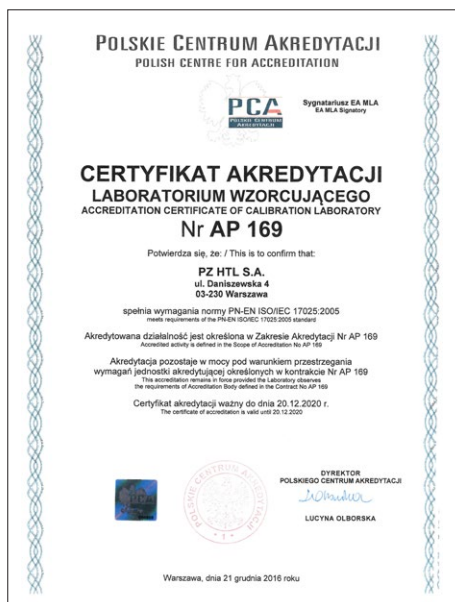 POLSKIE CENTRUM AKREDYTACJI
POLISH CENTRE FOR ACCREDITATION
PCA
POLSKIE CENTRUM
AKREDYTACJI
Sygnatariusz EA MLA
EA MLA Signatory
CERTYFIKAT AKREDYTACJI
LABORATORIUM WZORCUJĄCEGO
ACCREDITATION CERTIFICATE OF CALIBRATION LABORATORY
Nr AP 169
Potwierdza się, że: / This is to confirm that:
PZ HTL S.A.
ul. Daniszewska 4
03-230 Warszawa
spełnia wymagania normy PN-EN ISO/IEC 17025:2005
meets requirements of the PN-EN ISO/IEC 17025:2005 standard
Akredytowana działalność jest określona w Zakresie Akredytacji Nr AP 169
Accredited activity is defined in the Scope of Accreditation No AP 169
Akredytacja pozostaje w mocy pod warunkiem przestrzegania
wymagań jednostki akredytującej określonych w kontrakcie Nr AP 169
This accreditation remains in force provided the Laboratory observes
the requirements of Accreditation Body defined in the Contract No AP 169
Certyfikat akredytacji ważny do dnia 20.12.2020 r.
The certificate of accreditation is valid until 20.12.2020
POLSKIE CENTRUM AKREDYTACJI
1
DYREKTOR
POLSKIEGO CENTRUM AKREDYTACJI
LUCYNA OLBORSKA
Warszawa, dnia 21 grudnia 2016 roku